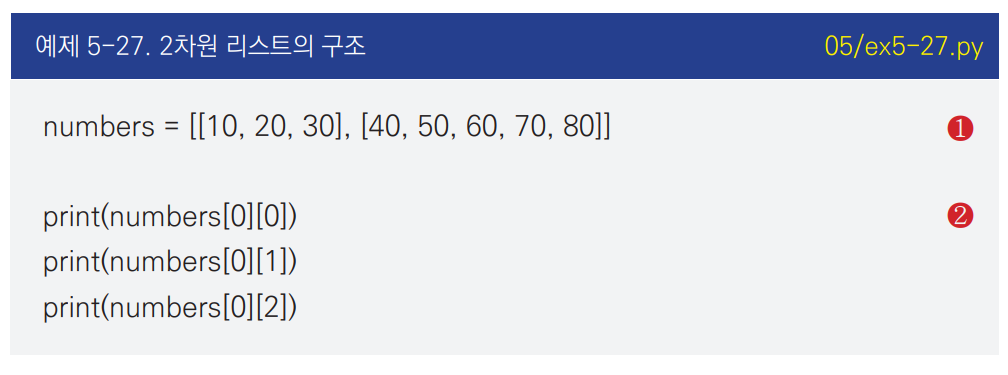 예제 5-27. 2차원 리스트의 구조 05/ex5-27.py
numbers = [[10, 20, 30], [40, 50, 60, 70, 80]] ❶
print(numbers[0][0]) ❷
print(numbers[0][1])
print(numbers[0][2])